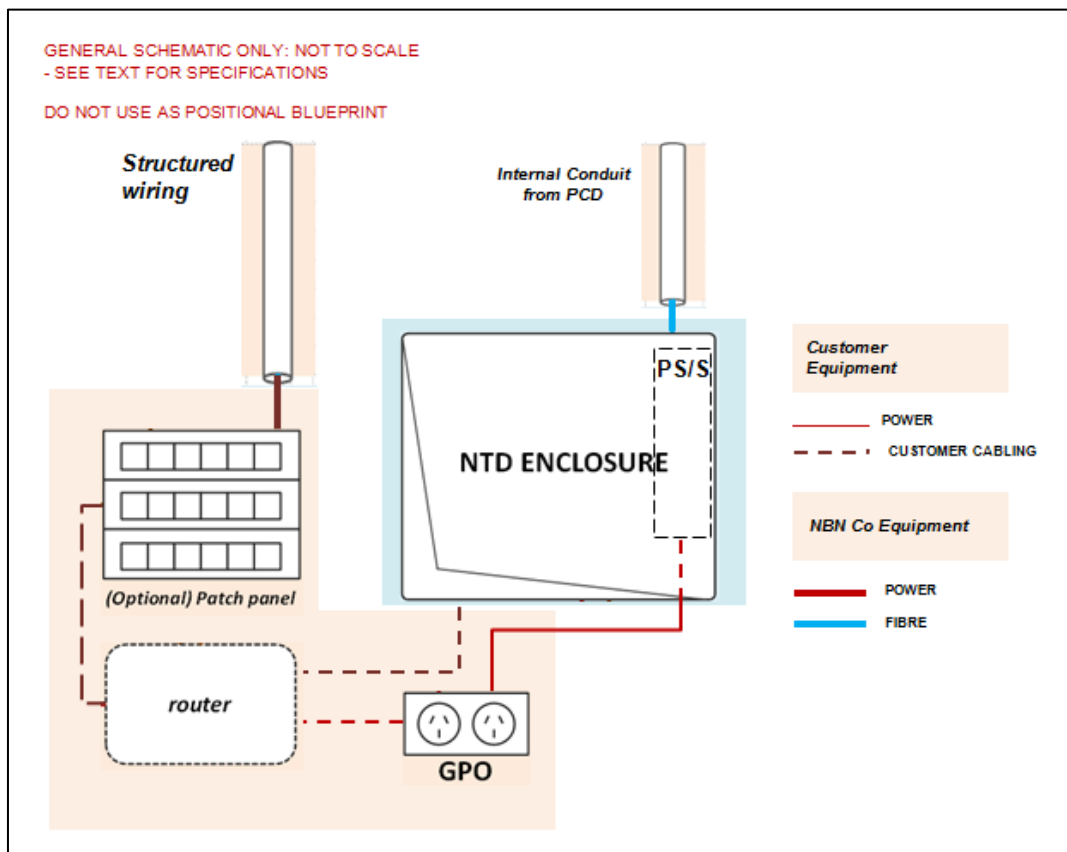 GENERAL SCHEMATIC ONLY: NOT TO SCALE
- SEE TEXT FOR SPECIFICATIONS
DO NOT USE AS POSITIONAL BLUEPRINT
Structured
wiring
Internal Conduit
from PCD
PS/S
NTD ENCLOSURE
Customer
Equipment
POWER
CUSTOMER CABLING
NBN Co Equipment
POWER
FIBRE
(Optional) Patch panel
router
GPO